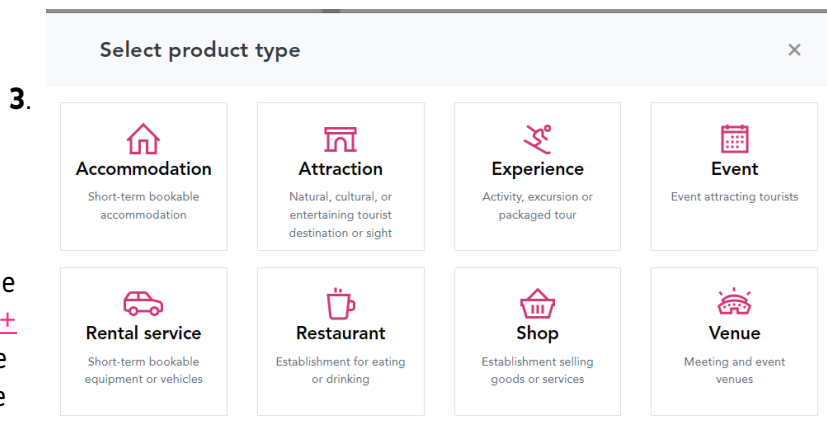 Select product type
×
3.
Accommodation
Short-term bookable
accommodation
Attraction
Natural, cultural, or
entertaining tourist
destination or sight
Experience
Activity, excursion or
packaged tour
Event
Event attracting tourists
e
+
e
e
Rental service
Short-term bookable
equipment or vehicles
Restaurant
Establishment for eating
or drinking
Shop
Establishment selling
goods or services
Venue
Meeting and event
venues